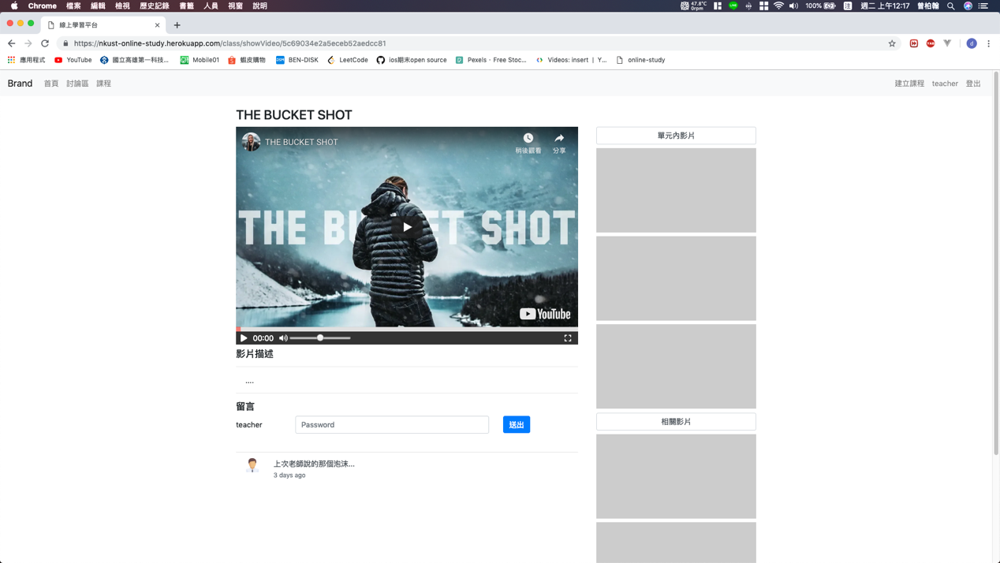 Chrome 檔案 編輯 檢視 歷史記錄 書籤 人員 視窗 說明 47.8°C 0rpm LINE 100% 注 週二 上午12:17 曾柏翰
線上學習平台
https://nkust-online-study.herokuapp.com/class/showVideo/5c69034e2a5eceb52aedcc81
應用程式 YouTube 國立高雄第一科技... Mobile01 蝦皮購物 BEN-DISK LeetCode ios期末open source Pexels · Free Stoc... Videos: insert | Y... online-study
Brand 首頁 討論區 課程 建立課程 teacher 登出
THE BUCKET SHOT
THE BUCKET SHOT
稍後觀看 分享
THE BUCKET SHOT
YouTube
00:00
影片描述
....
留言
teacher Password 送出
上次老師說的那個泡沫...
3 days ago
單元內影片
相關影片